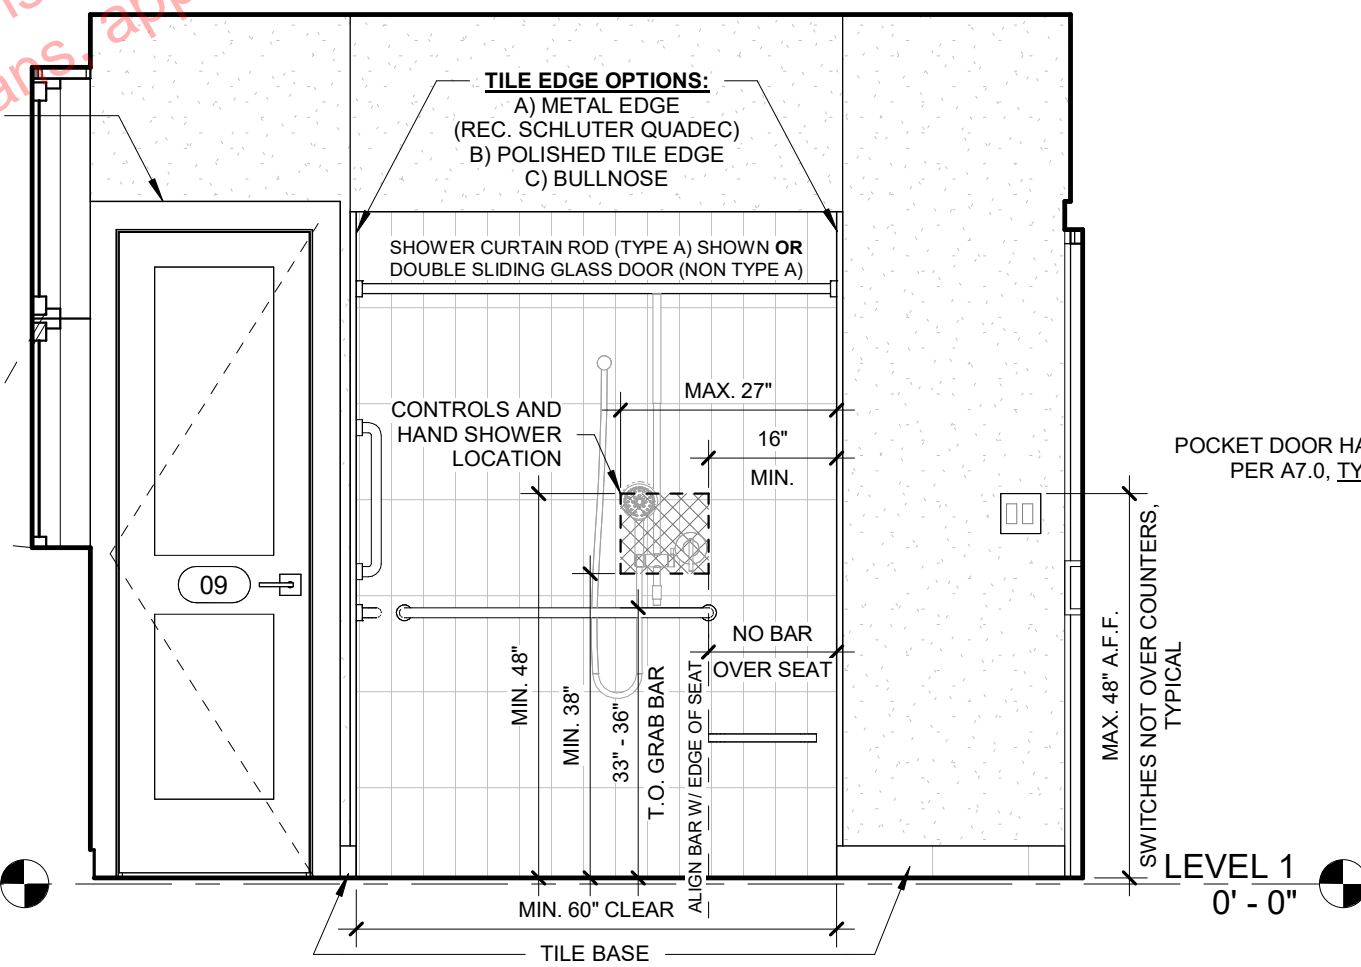 ans, app
TILE EDGE OPTIONS:
A) METAL EDGE
(REC. SCHLUTER QUADEC)
B) POLISHED TILE EDGE
C) BULLNOSE
SHOWER CURTAIN ROD (TYPE A) SHOWN OR
DOUBLE SLIDING GLASS DOOR (NON TYPE A)
MAX. 27"
CONTROLS AND
HAND SHOWER
LOCATION
16"
MIN.
POCKET DOOR HA
PER A7.0, TY
09
NO BAR
OVER SEAT
MIN. 48"
MIN. 38"
33" - 36"
T.O. GRAB BAR
ALIGN BAR W/ EDGE OF SEAT
MAX. 48" A.F.F.
SWITCHES NOT OVER COUNTERS,
TYPICAL
LEVEL 1
0' - 0"
MIN. 60" CLEAR
TILE BASE